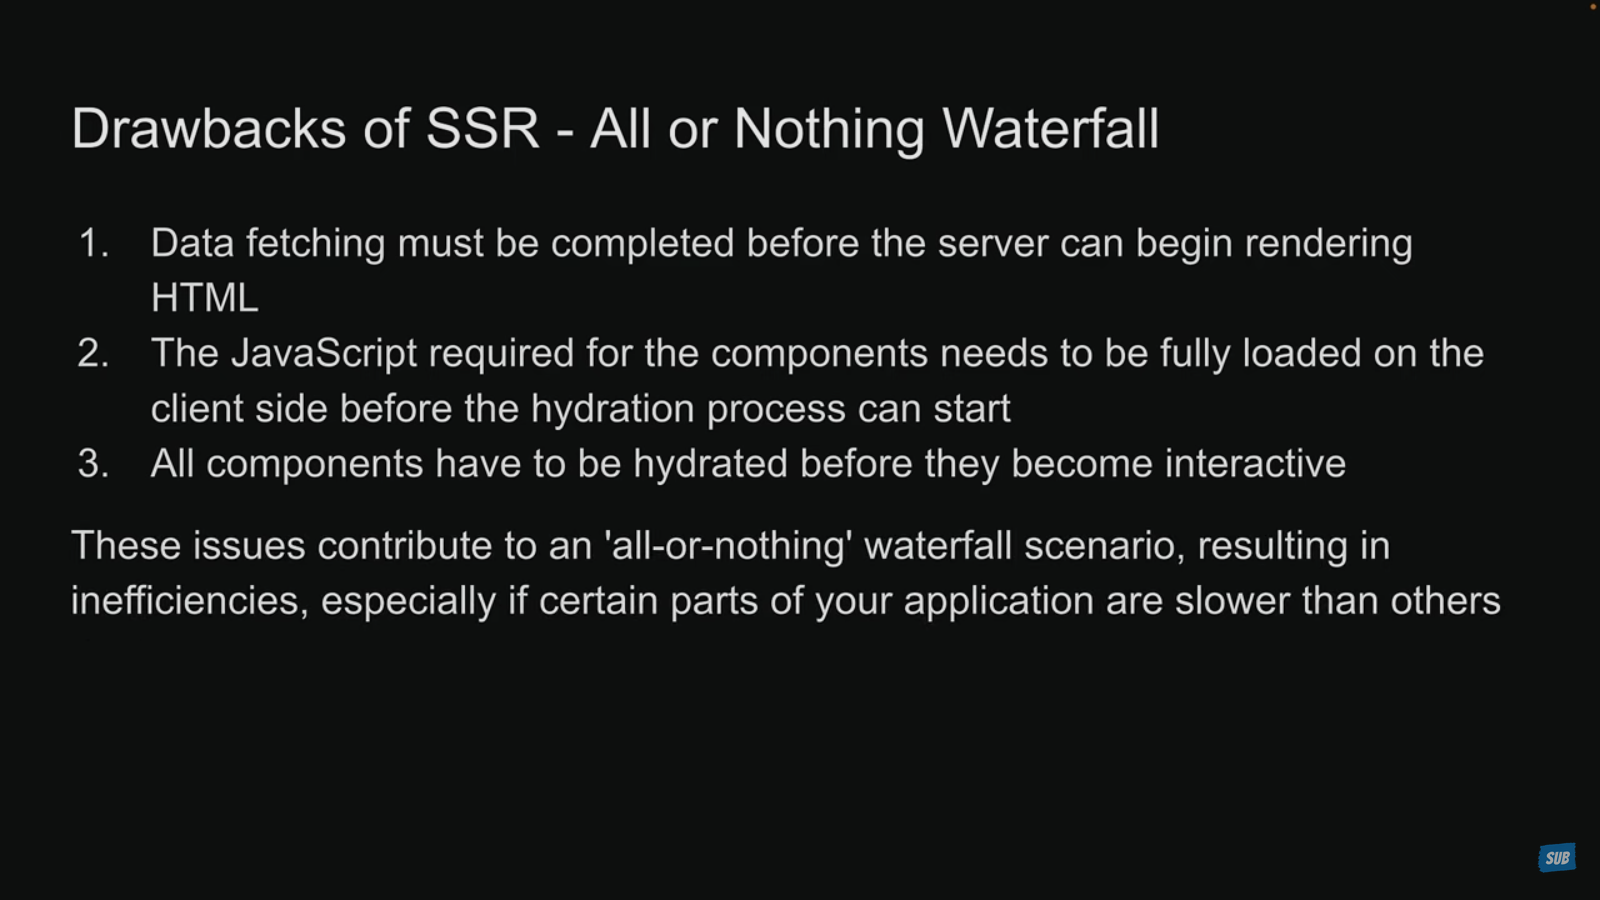 Drawbacks of SSR - All or Nothing Waterfall
1. Data fetching must be completed before the server can begin rendering
HTML
2. The JavaScript required for the components needs to be fully loaded on the
client side before the hydration process can start
3. All components have to be hydrated before they become interactive
These issues contribute to an 'all-or-nothing' waterfall scenario, resulting in
inefficiencies, especially if certain parts of your application are slower than others
SUB